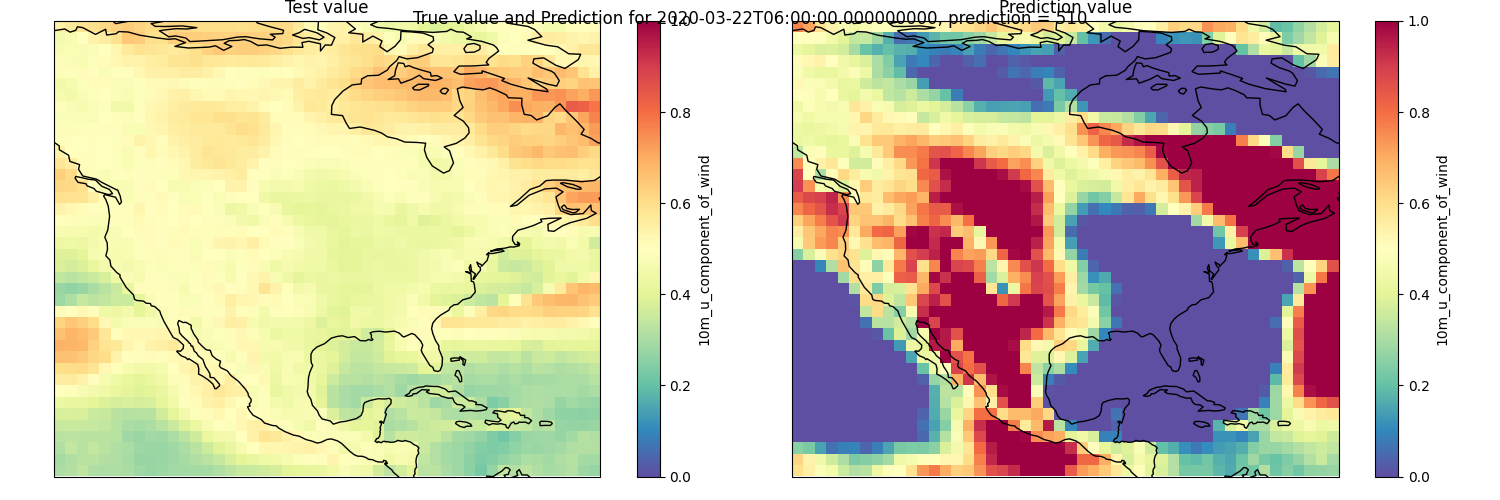 Test value
True value and Prediction for 2020-03-22T06:00:00.000000000, prediction = 510
Prediction value
1.0
0.8
0.6
0.4
0.2
0.0
10m_u_component_of_wind
1.0
0.8
0.6
0.4
0.2
0.0
10m_u_component_of_wind